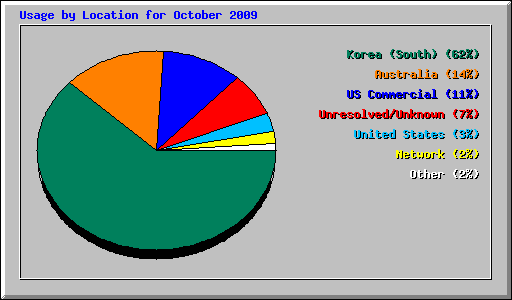 Usage by Location for October 2009
Korea (South) (62%)
Australia (14%)
US Commercial (11%)
Unresolved/Unknown (7%)
United States (3%)
Network (2%)
Other (2%)